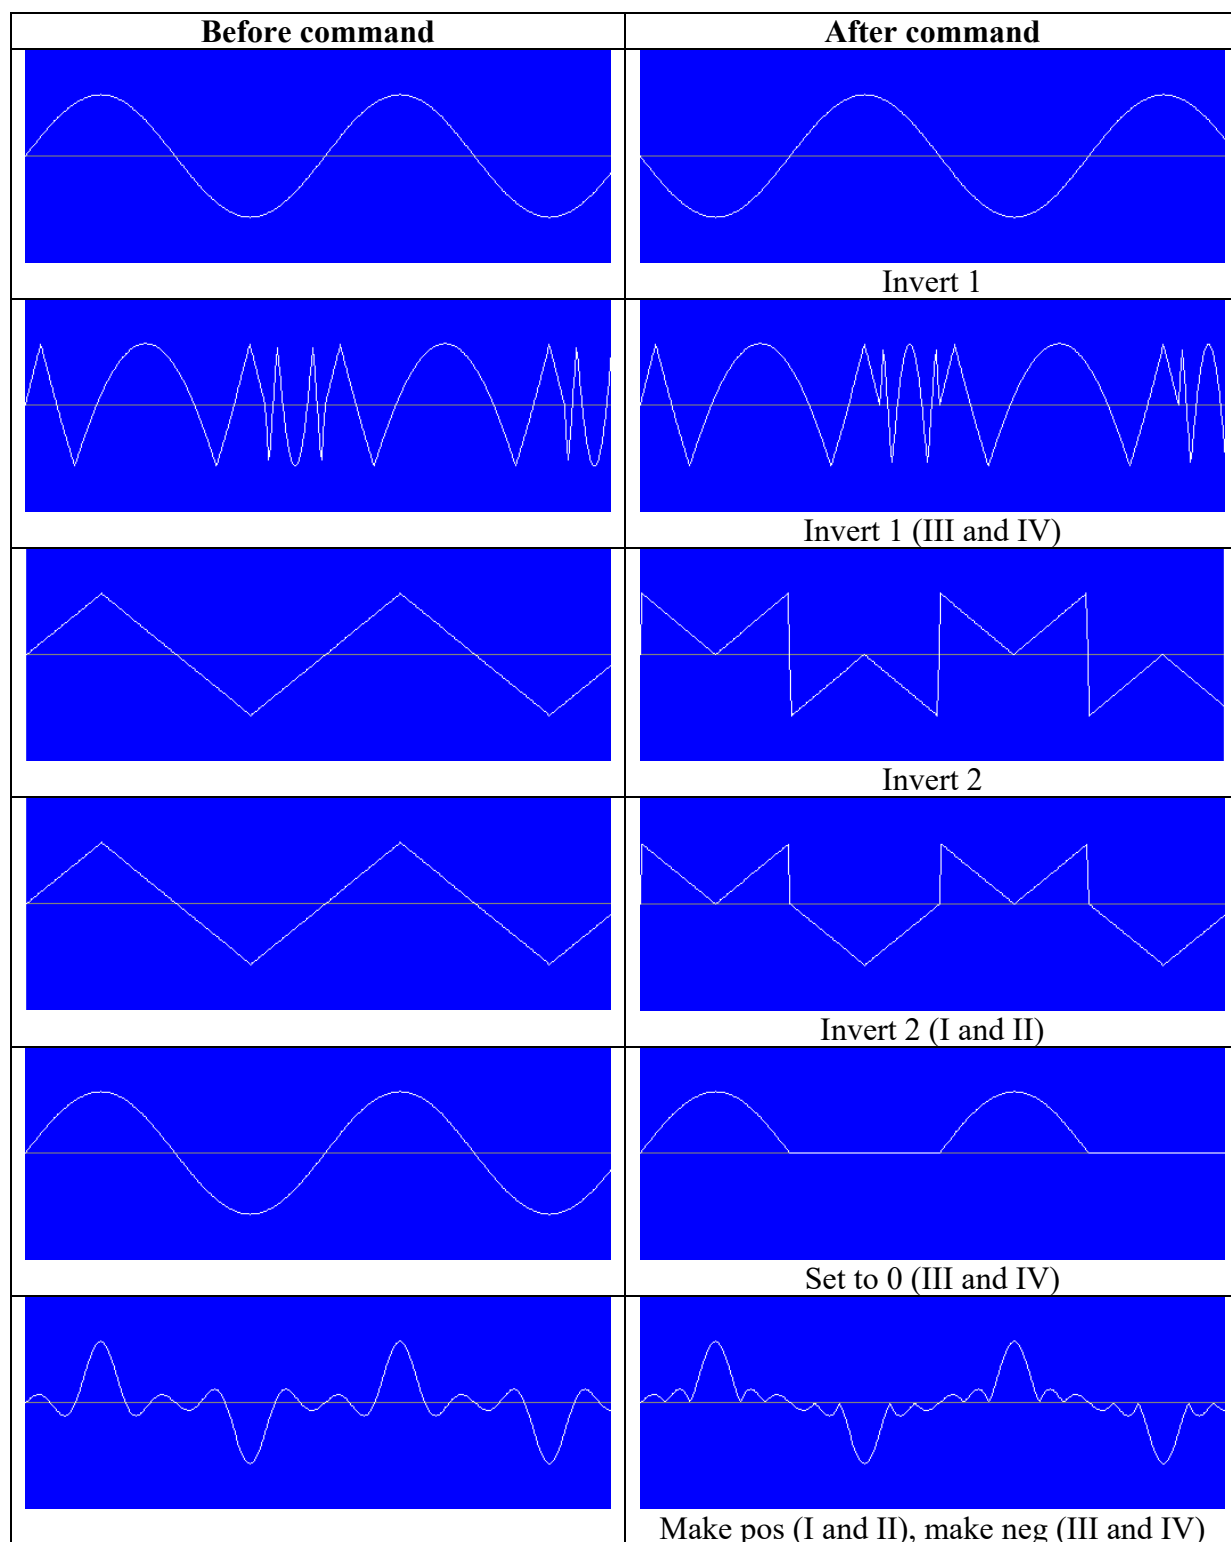 Before command
After command
Invert 1
Invert 1 (III and IV)
Invert 2
Invert 2 (I and II)
Set to 0 (III and IV)
Make pos (I and II), make neg (III and IV)